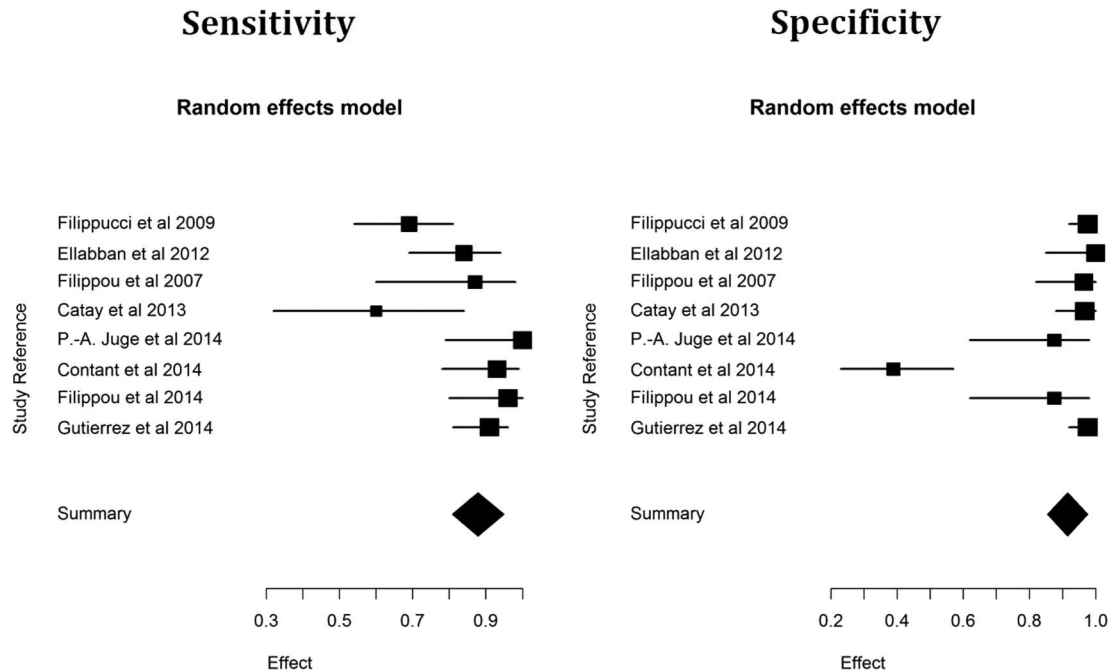 Sensitivity
Random effects model
Study Reference
Filippucci et al 2009
Ellabban et al 2012
Filippou et al 2007
Catay et al 2013
P.-A. Juge et al 2014
Contant et al 2014
Filippou et al 2014
Gutierrez et al 2014
Summary
0.3 0.5 0.7 0.9
Effect
Specificity
Random effects model
Study Reference
Filippucci et al 2009
Ellabban et al 2012
Filippou et al 2007
Catay et al 2013
P.-A. Juge et al 2014
Contant et al 2014
Filippou et al 2014
Gutierrez et al 2014
Summary
0.2 0.4 0.6 0.8 1.0
Effect